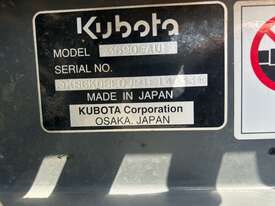 Kubota
MODEL
SERIAL NO.
MADE IN JAPAN
KUBOTA Corporation
OSAKA, JAPAN